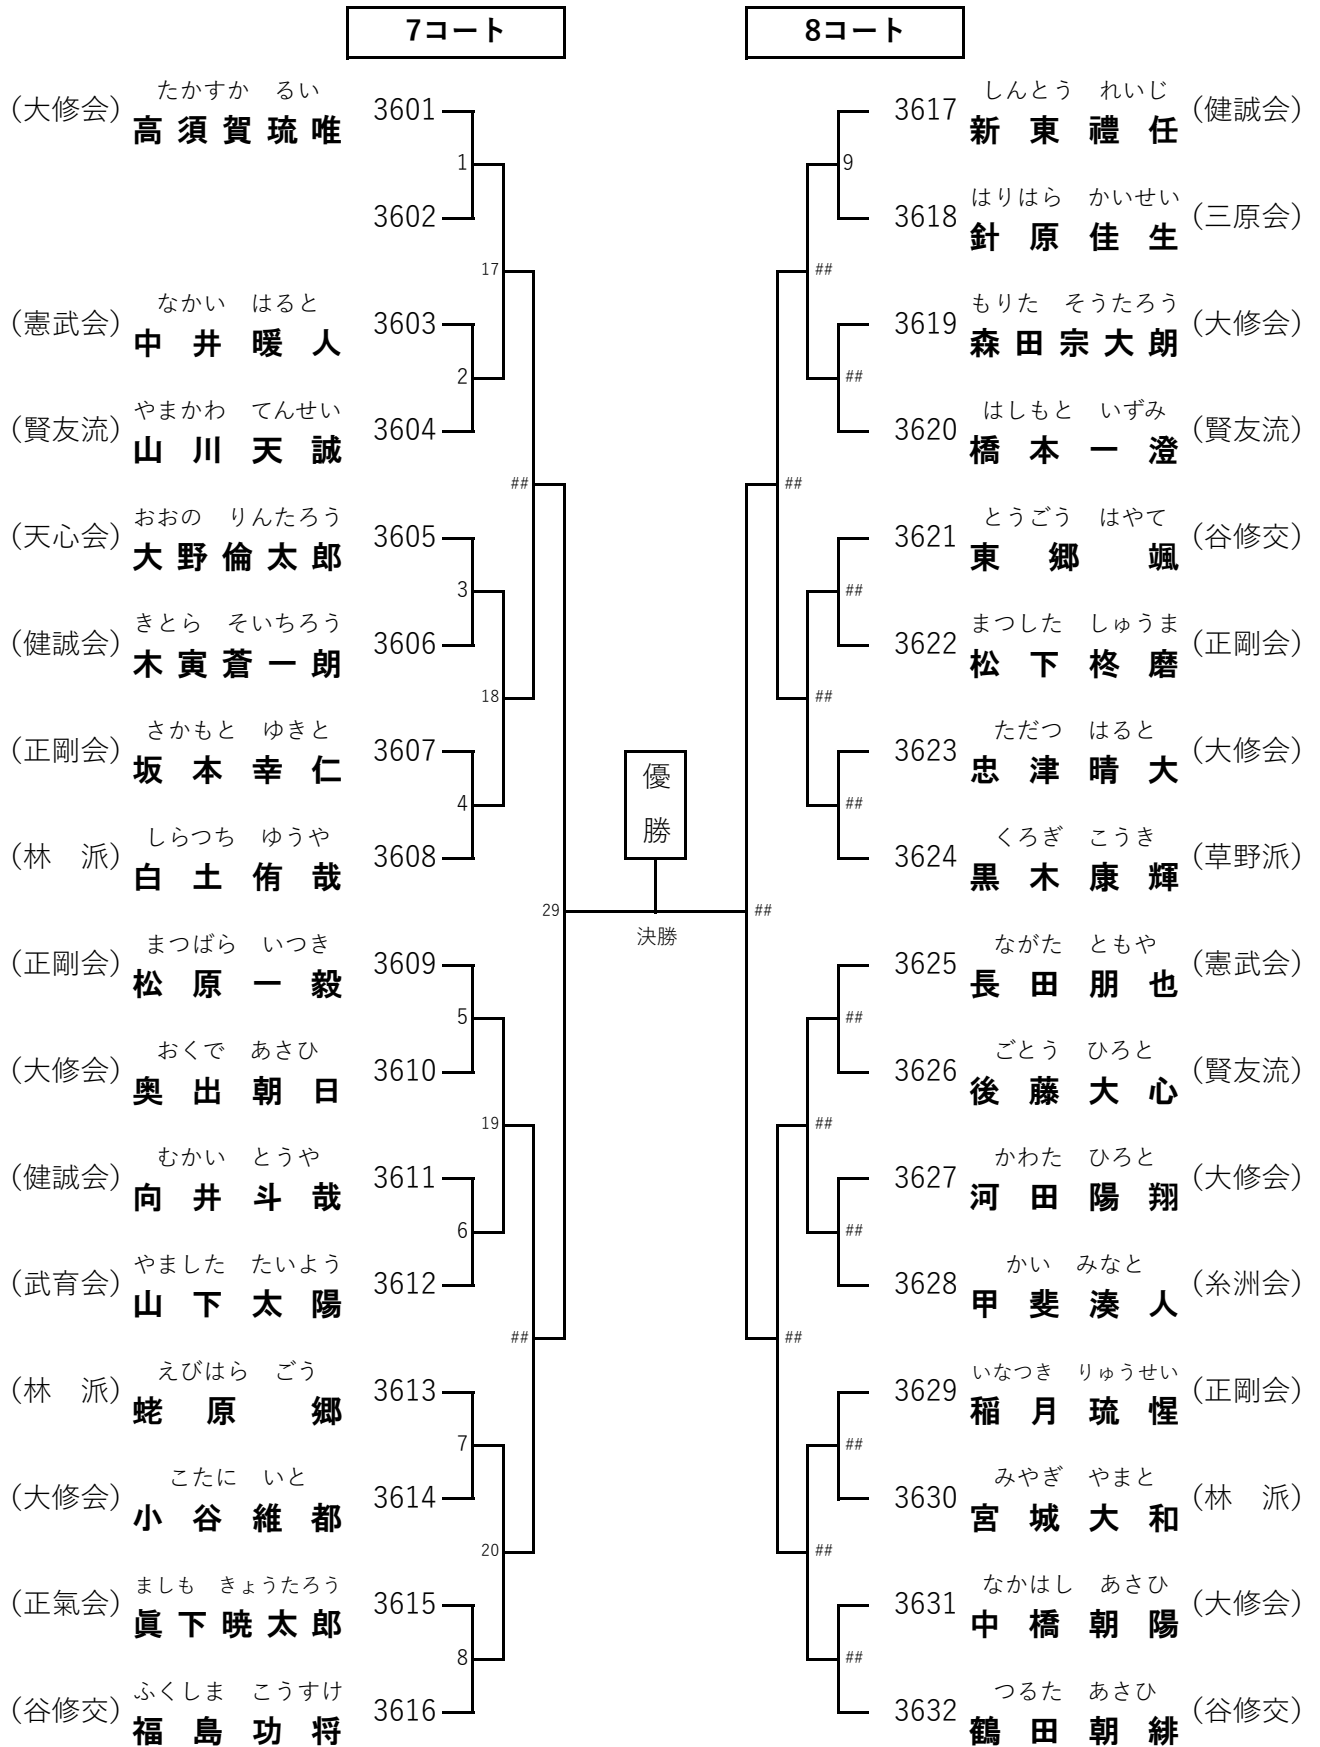 7コート
8コート
たかすか　るい
(大修会) 高須賀琉唯 3601
1
3602
17
なかい　はると
(憲武会) 中井暖人 3603
2
やまかわ　てんせい
(賢友流) 山川天誠 3604
##
おおの　りんたろう
(天心会) 大野倫太郎 3605
3
きとら　そいちろう
(健誠会) 木寅蒼一朗 3606
18
さかもと　ゆきと
(正剛会) 坂本幸仁 3607
4
しらつち　ゆうや
(林　派) 白土侑哉 3608
29
まつばら　いつき
(正剛会) 松原一毅 3609
5
おくで　あさひ
(大修会) 奥出朝日 3610
19
むかい　とうや
(健誠会) 向井斗哉 3611
6
やました　たいよう
(武育会) 山下太陽 3612
##
えびはら　ごう
(林　派) 蛯原　郷 3613
7
こたに　いと
(大修会) 小谷維都 3614
20
ましも　きょうたろう
(正氣会) 眞下暁太郎 3615
8
ふくしま　こうすけ
(谷修交) 福島功将 3616
優
勝
決勝
しんとう　れいじ
3617 新東禮任 (健誠会)
9
はりはら　かいせい
3618 針原佳生 (三原会)
##
もりた　そうたろう
3619 森田宗大朗 (大修会)
##
はしもと　いずみ
3620 橋本一澄 (賢友流)
##
とうごう　はやて
3621 東郷　颯 (谷修交)
##
まつした　しゅうま
3622 松下柊磨 (正剛会)
##
ただつ　はると
3623 忠津晴大 (大修会)
##
くろぎ　こうき
3624 黒木康輝 (草野派)
##
ながた　ともや
3625 長田朋也 (憲武会)
##
ごとう　ひろと
3626 後藤大心 (賢友流)
##
かわた　ひろと
3627 河田陽翔 (大修会)
##
かい　みなと
3628 甲斐湊人 (糸洲会)
##
いなつき　りゅうせい
3629 稲月琉惺 (正剛会)
##
みやぎ　やまと
3630 宮城大和 (林　派)
##
なかはし　あさひ
3631 中橋朝陽 (大修会)
##
つるた　あさひ
3632 鶴田朝緋 (谷修交)